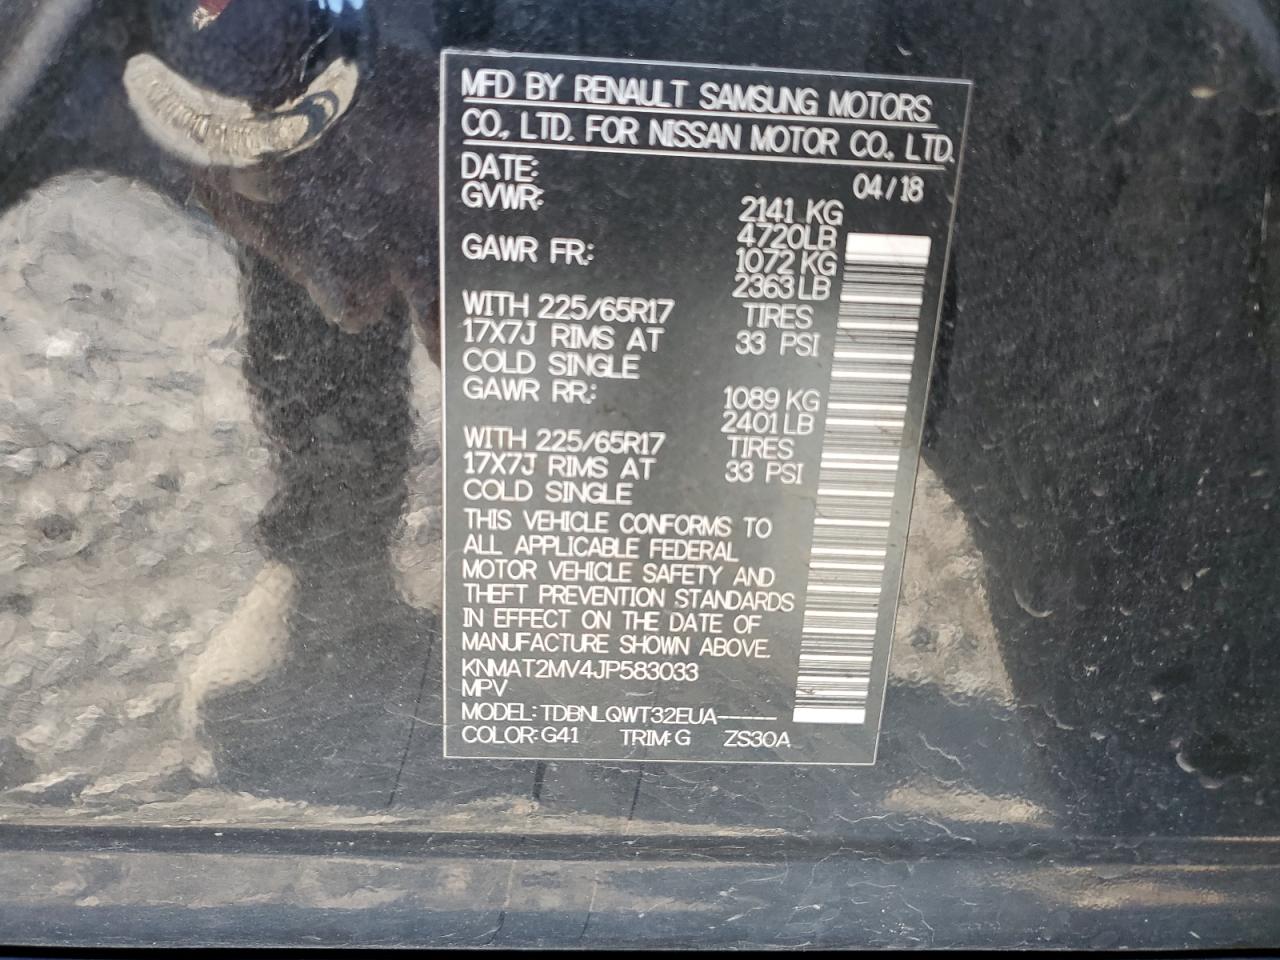 MFD BY RENAULT SAMSUNG MOTORS
CO., LTD. FOR NISSAN MOTOR CO., LTD.
DATE: 04/18
GVWR: 2141 KG
4720LB
GAWR FR: 1072 KG
2363 LB
WITH 225/65R17 TIRES
17X7J RIMS AT 33 PSI
COLD SINGLE
GAWR RR: 1089 KG
2401 LB
WITH 225/65R17 TIRES
17X7J RIMS AT 33 PSI
COLD SINGLE
THIS VEHICLE CONFORMS TO
ALL APPLICABLE FEDERAL
MOTOR VEHICLE SAFETY AND
THEFT PREVENTION STANDARDS
IN EFFECT ON THE DATE OF
MANUFACTURE SHOWN ABOVE.
KNMAT2MV4JP583033
MPV
MODEL: TDBNLQWT32EUA-----
COLOR: G41 TRIM: G ZS30A